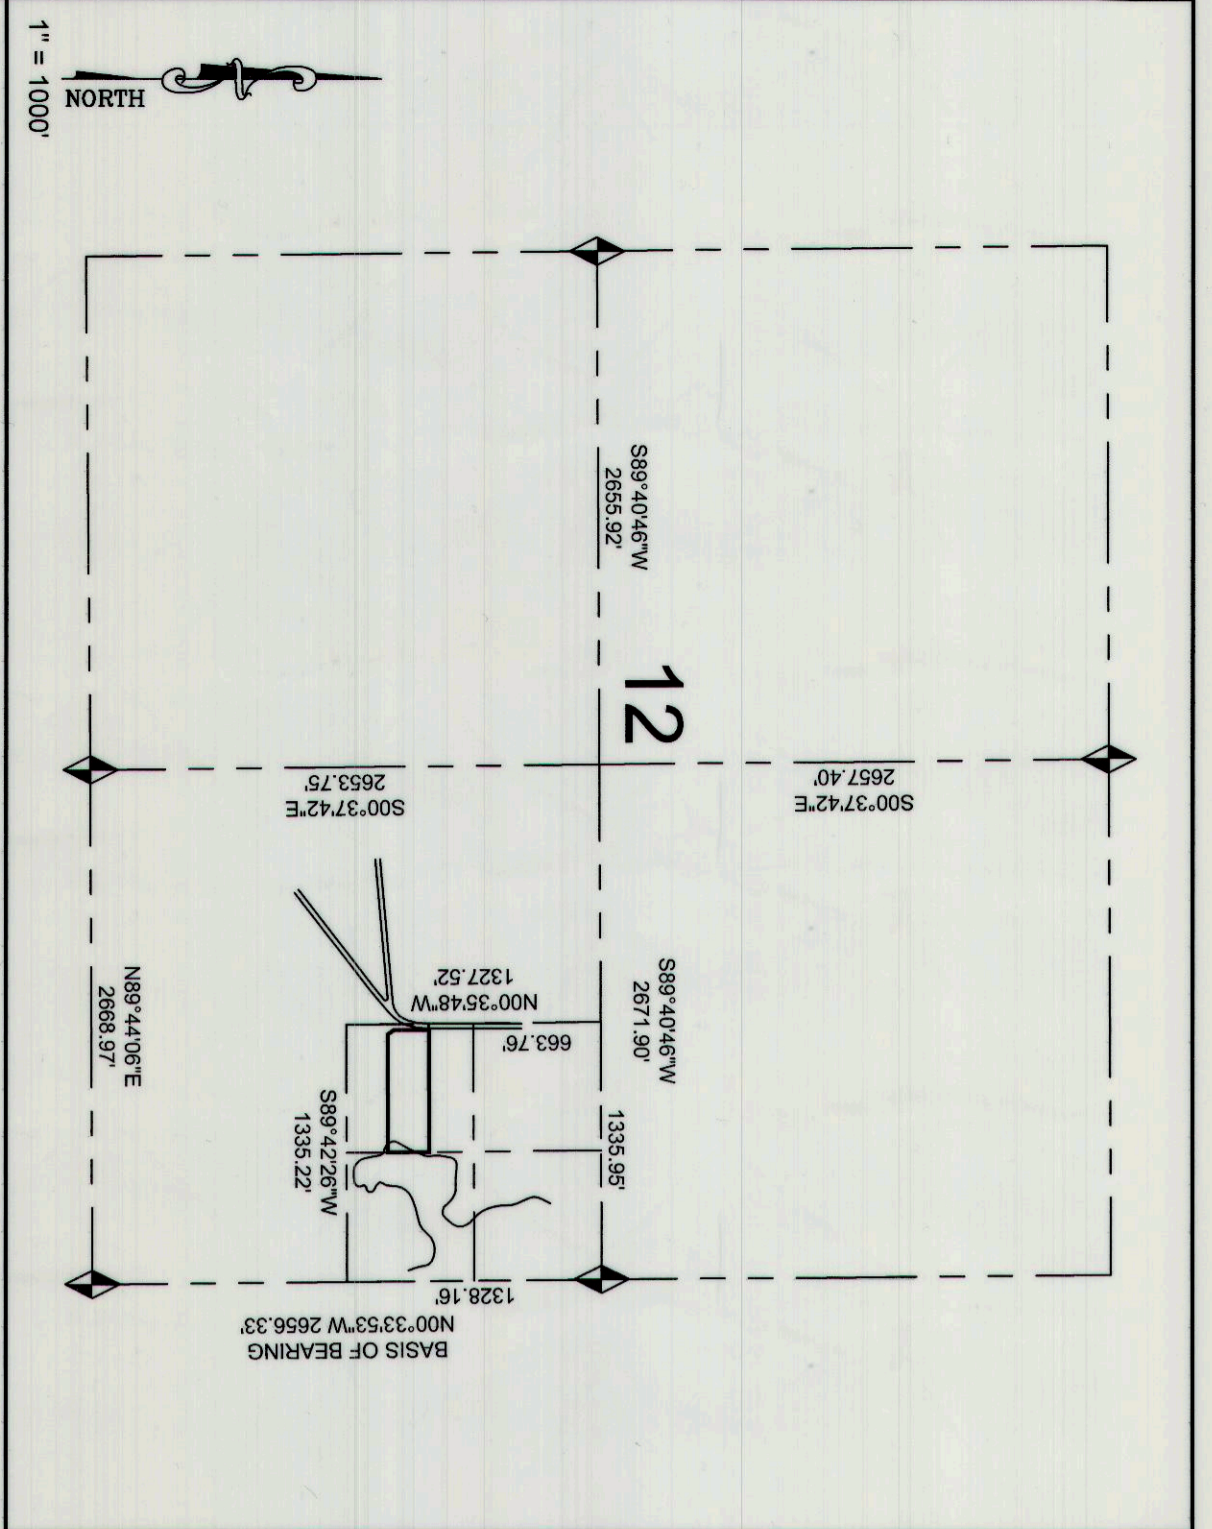 1" = 1000'
NORTH
S89°40'46"W
2655.92'
12
S00°37'42"E
2653.75'
S00°37'42"E
2657.40'
N89°44'06"E
2668.97'
N00°35'48"W
1327.52'
663.76'
S89°40'46"W
2671.90'
1335.95'
S89°42'26"W
1335.22'
1328.16'
BASIS OF BEARING
N00°33'53"W 2656.33'